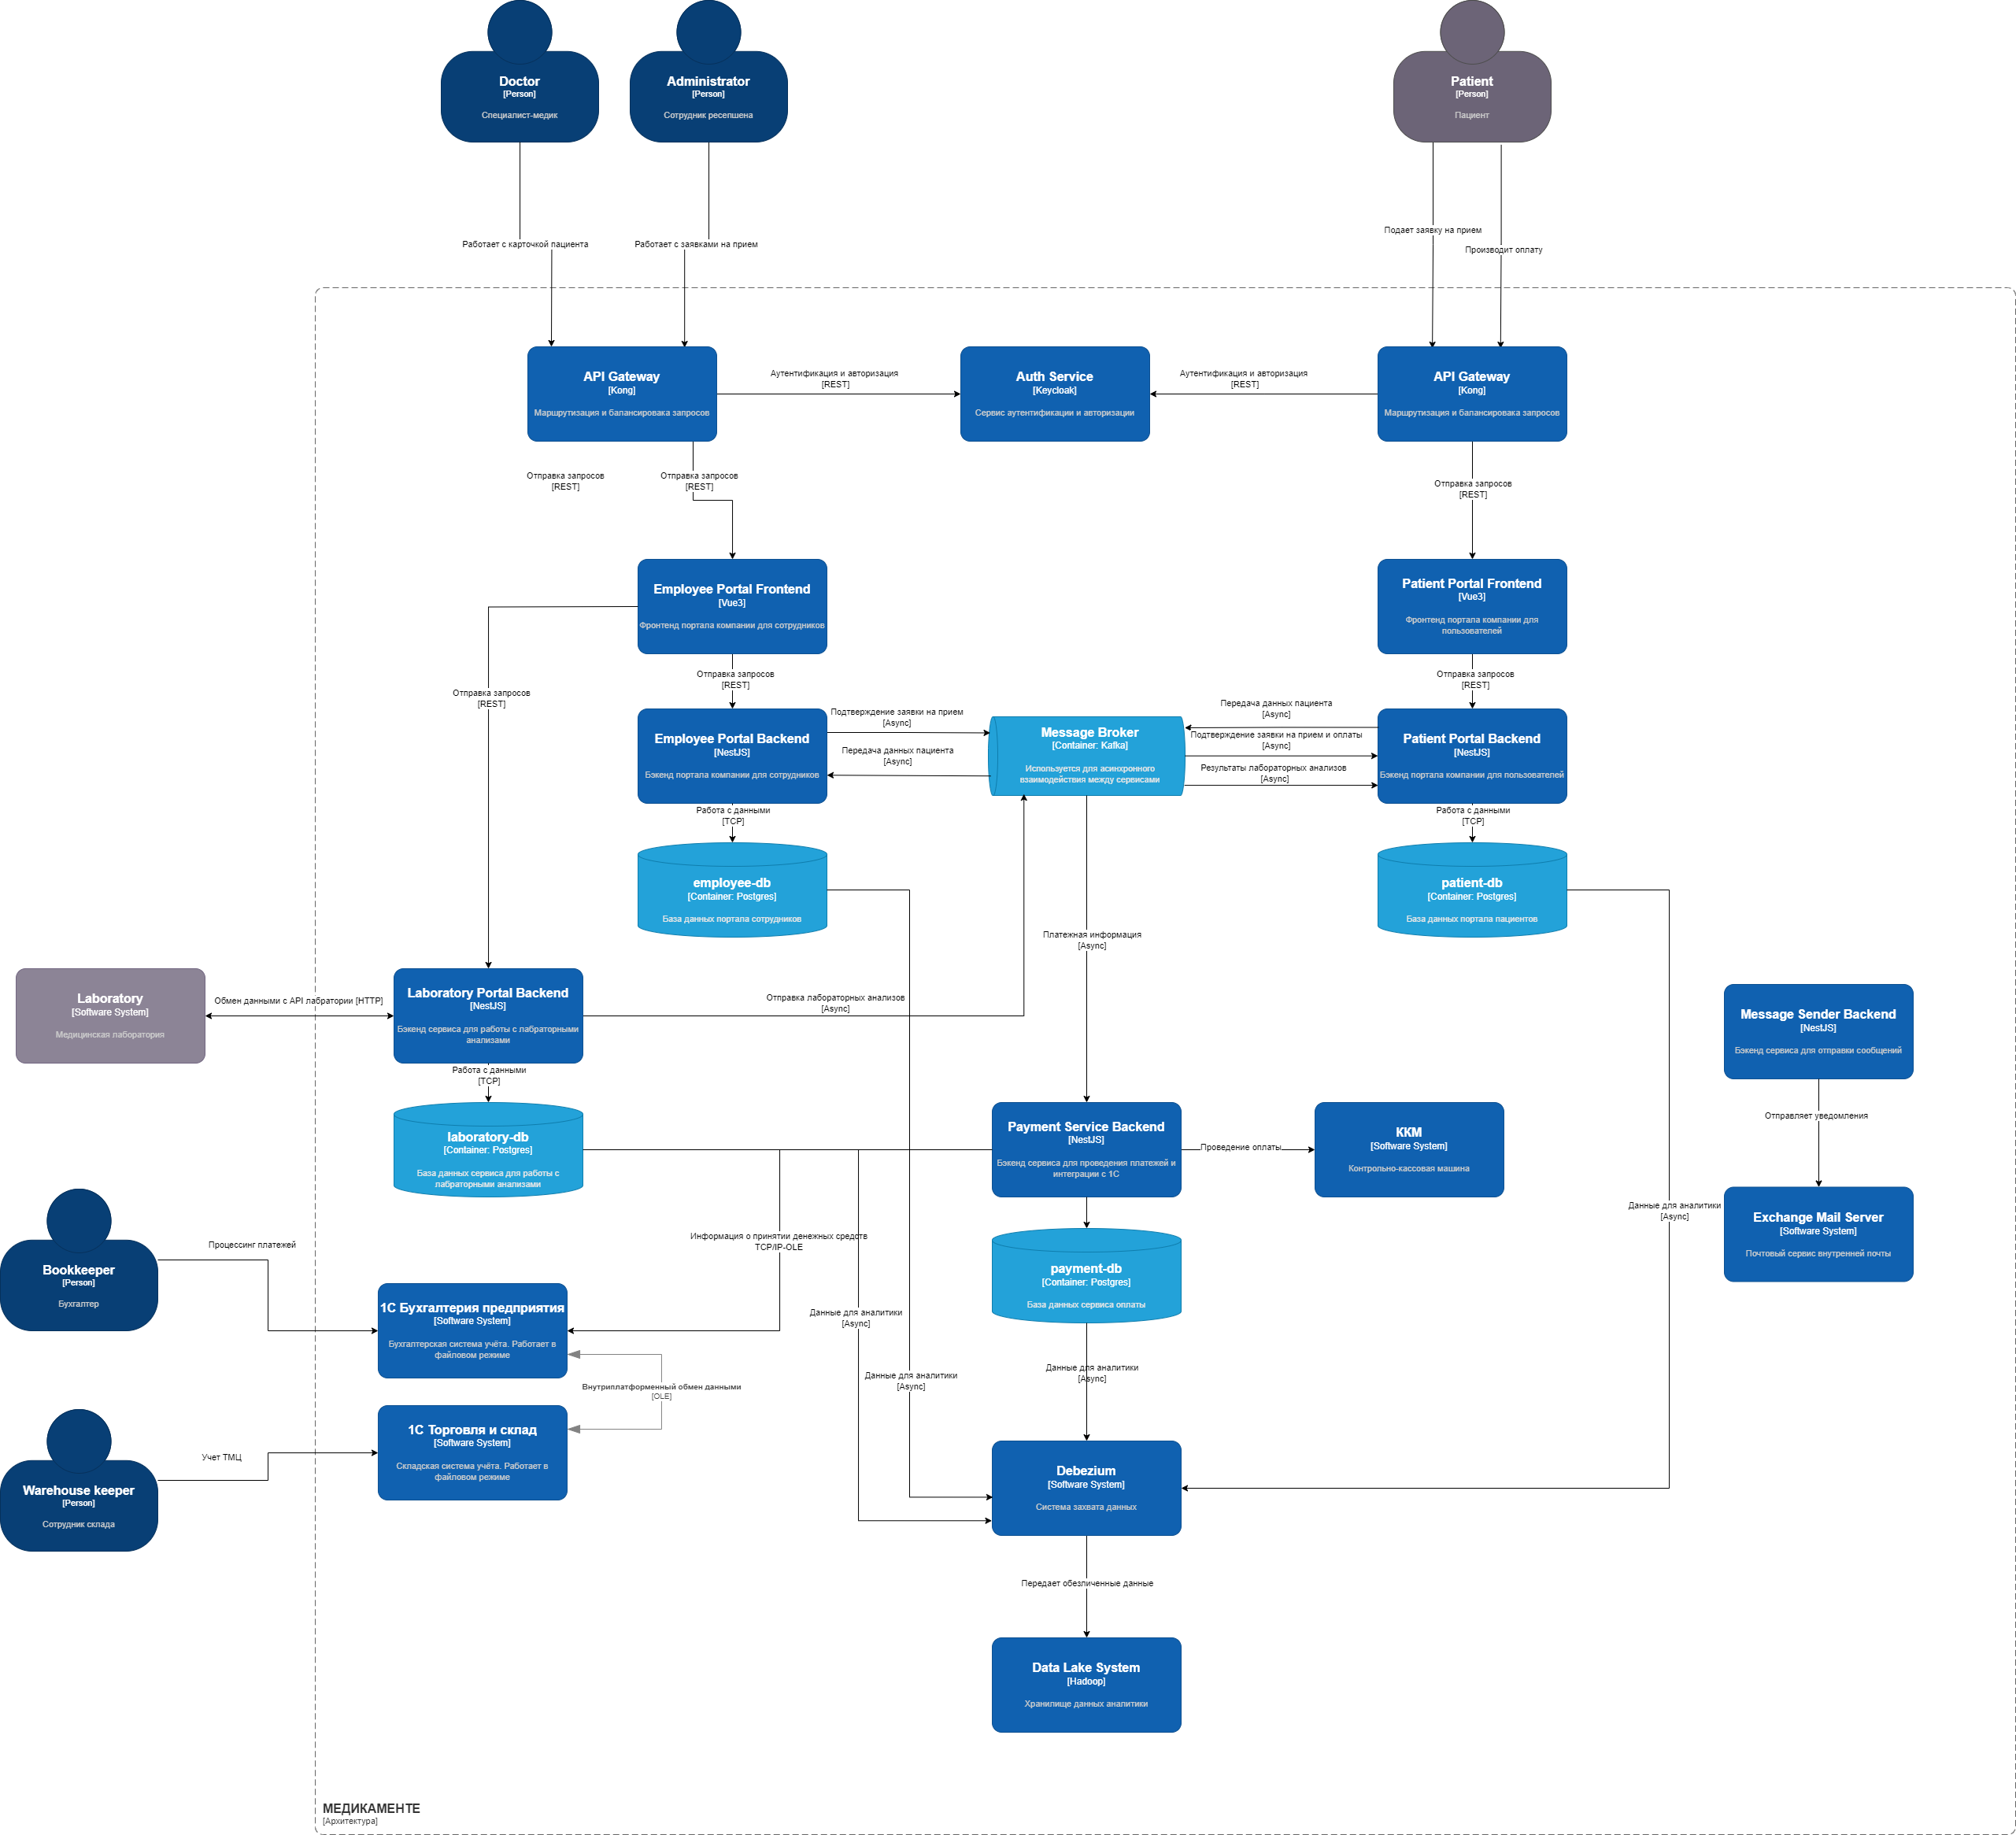 Doctor
[Person]
Специалист-медик
Administrator
[Person]
Сотрудник ресепшена
Patient
[Person]
Пациент
Работает с карточкой пациента
Работает с заявками на прием
Подает заявку на прием
Производит оплату
API Gateway
[Kong]
Маршрутизация и балансировака запросов
Аутентификация и авторизация
[REST]
Auth Service
[Keycloak]
Сервис аутентификации и авторизации
Аутентификация и авторизация
[REST]
API Gateway
[Kong]
Маршрутизация и балансировака запросов
Отправка запросов
[REST]
Отправка запросов
[REST]
Отправка запросов
[REST]
Employee Portal Frontend
[Vue3]
Фронтенд портала компании для сотрудников
Patient Portal Frontend
[Vue3]
Фронтенд портала компании для
пользователей
Отправка запросов
[REST]
Отправка запросов
[REST]
Отправка запросов
[REST]
Employee Portal Backend
[NestJS]
Бэкенд портала компании для сотрудников
Подтверждение заявки на прием
[Async]
Передача данных пациента
[Async]
Message Broker
[Container: Kafka]
Используется для асинхронного
взаимодействия между сервисами
Передача данных пациента
[Async]
Подтверждение заявки на прием и оплаты
[Async]
Результаты лабораторных анализов
[Async]
Patient Portal Backend
[NestJS]
Бэкенд портала компании для пользователей
Работа с данными
[TCP]
Работа с данными
[TCP]
employee-db
[Container: Postgres]
База данных портала сотрудников
patient-db
[Container: Postgres]
База данных портала пациентов
Платежная информация
[Async]
Laboratory
[Software System]
Медицинская лаборатория
Обмен данными с API лабратории [HTTP]
Laboratory Portal Backend
[NestJS]
Бэкенд сервиса для работы с лабраторными
анализами
Отправка лабораторных анализов
[Async]
Message Sender Backend
[NestJS]
Бэкенд сервиса для отправки сообщений
Работа с данными
[TCP]
Отправляет уведомления
laboratory-db
[Container: Postgres]
База данных сервиса для работы с
лабраторными анализами
Payment Service Backend
[NestJS]
Бэкенд сервиса для проведения платежей и
интеграции с 1С
Проведение оплаты
ККМ
[Software System]
Контрольно-кассовая машина
Данные для аналитики
[Async]
Exchange Mail Server
[Software System]
Почтовый сервис внутренней почты
Информация о принятии денежных средств
TCP/IP-OLE
Bookkeeper
[Person]
Бухгалтер
Процессинг платежей
payment-db
[Container: Postgres]
База данных сервиса оплаты
1С Бухгалтерия предприятия
[Software System]
Бухгалтерская система учёта. Работает в
файловом режиме
Данные для аналитики
[Async]
Данные для аналитики
[Async]
Данные для аналитики
[Async]
Внутриплатформенный обмен данными
[OLE]
1С Торговля и склад
[Software System]
Складская система учёта. Работает в
файловом режиме
Учет ТМЦ
Warehouse keeper
[Person]
Сотрудник склада
Debezium
[Software System]
Система захвата данных
Передает обезличенные данные
Data Lake System
[Hadoop]
Хранилище данных аналитики
МЕДИКАМЕНТЕ
[Архитектура]